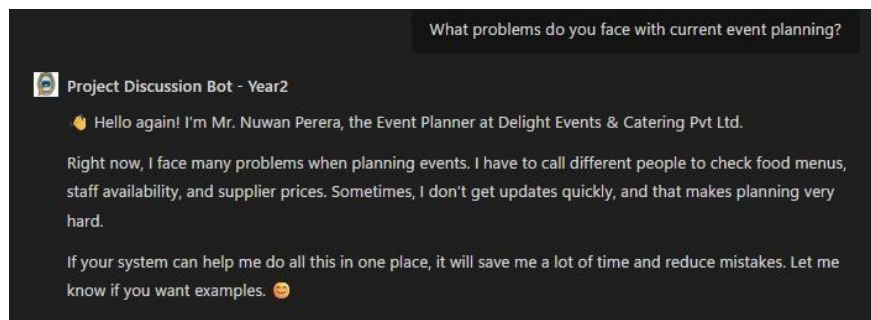 What problems do you face with current event planning?
Project Discussion Bot - Year2
👋 Hello again! I'm Mr. Nuwan Perera, the Event Planner at Delight Events & Catering Pvt Ltd.
Right now, I face many problems when planning events. I have to call different people to check food menus,
staff availability, and supplier prices. Sometimes, I don't get updates quickly, and that makes planning very
hard.
If your system can help me do all this in one place, it will save me a lot of time and reduce mistakes. Let me
know if you want examples. 😊